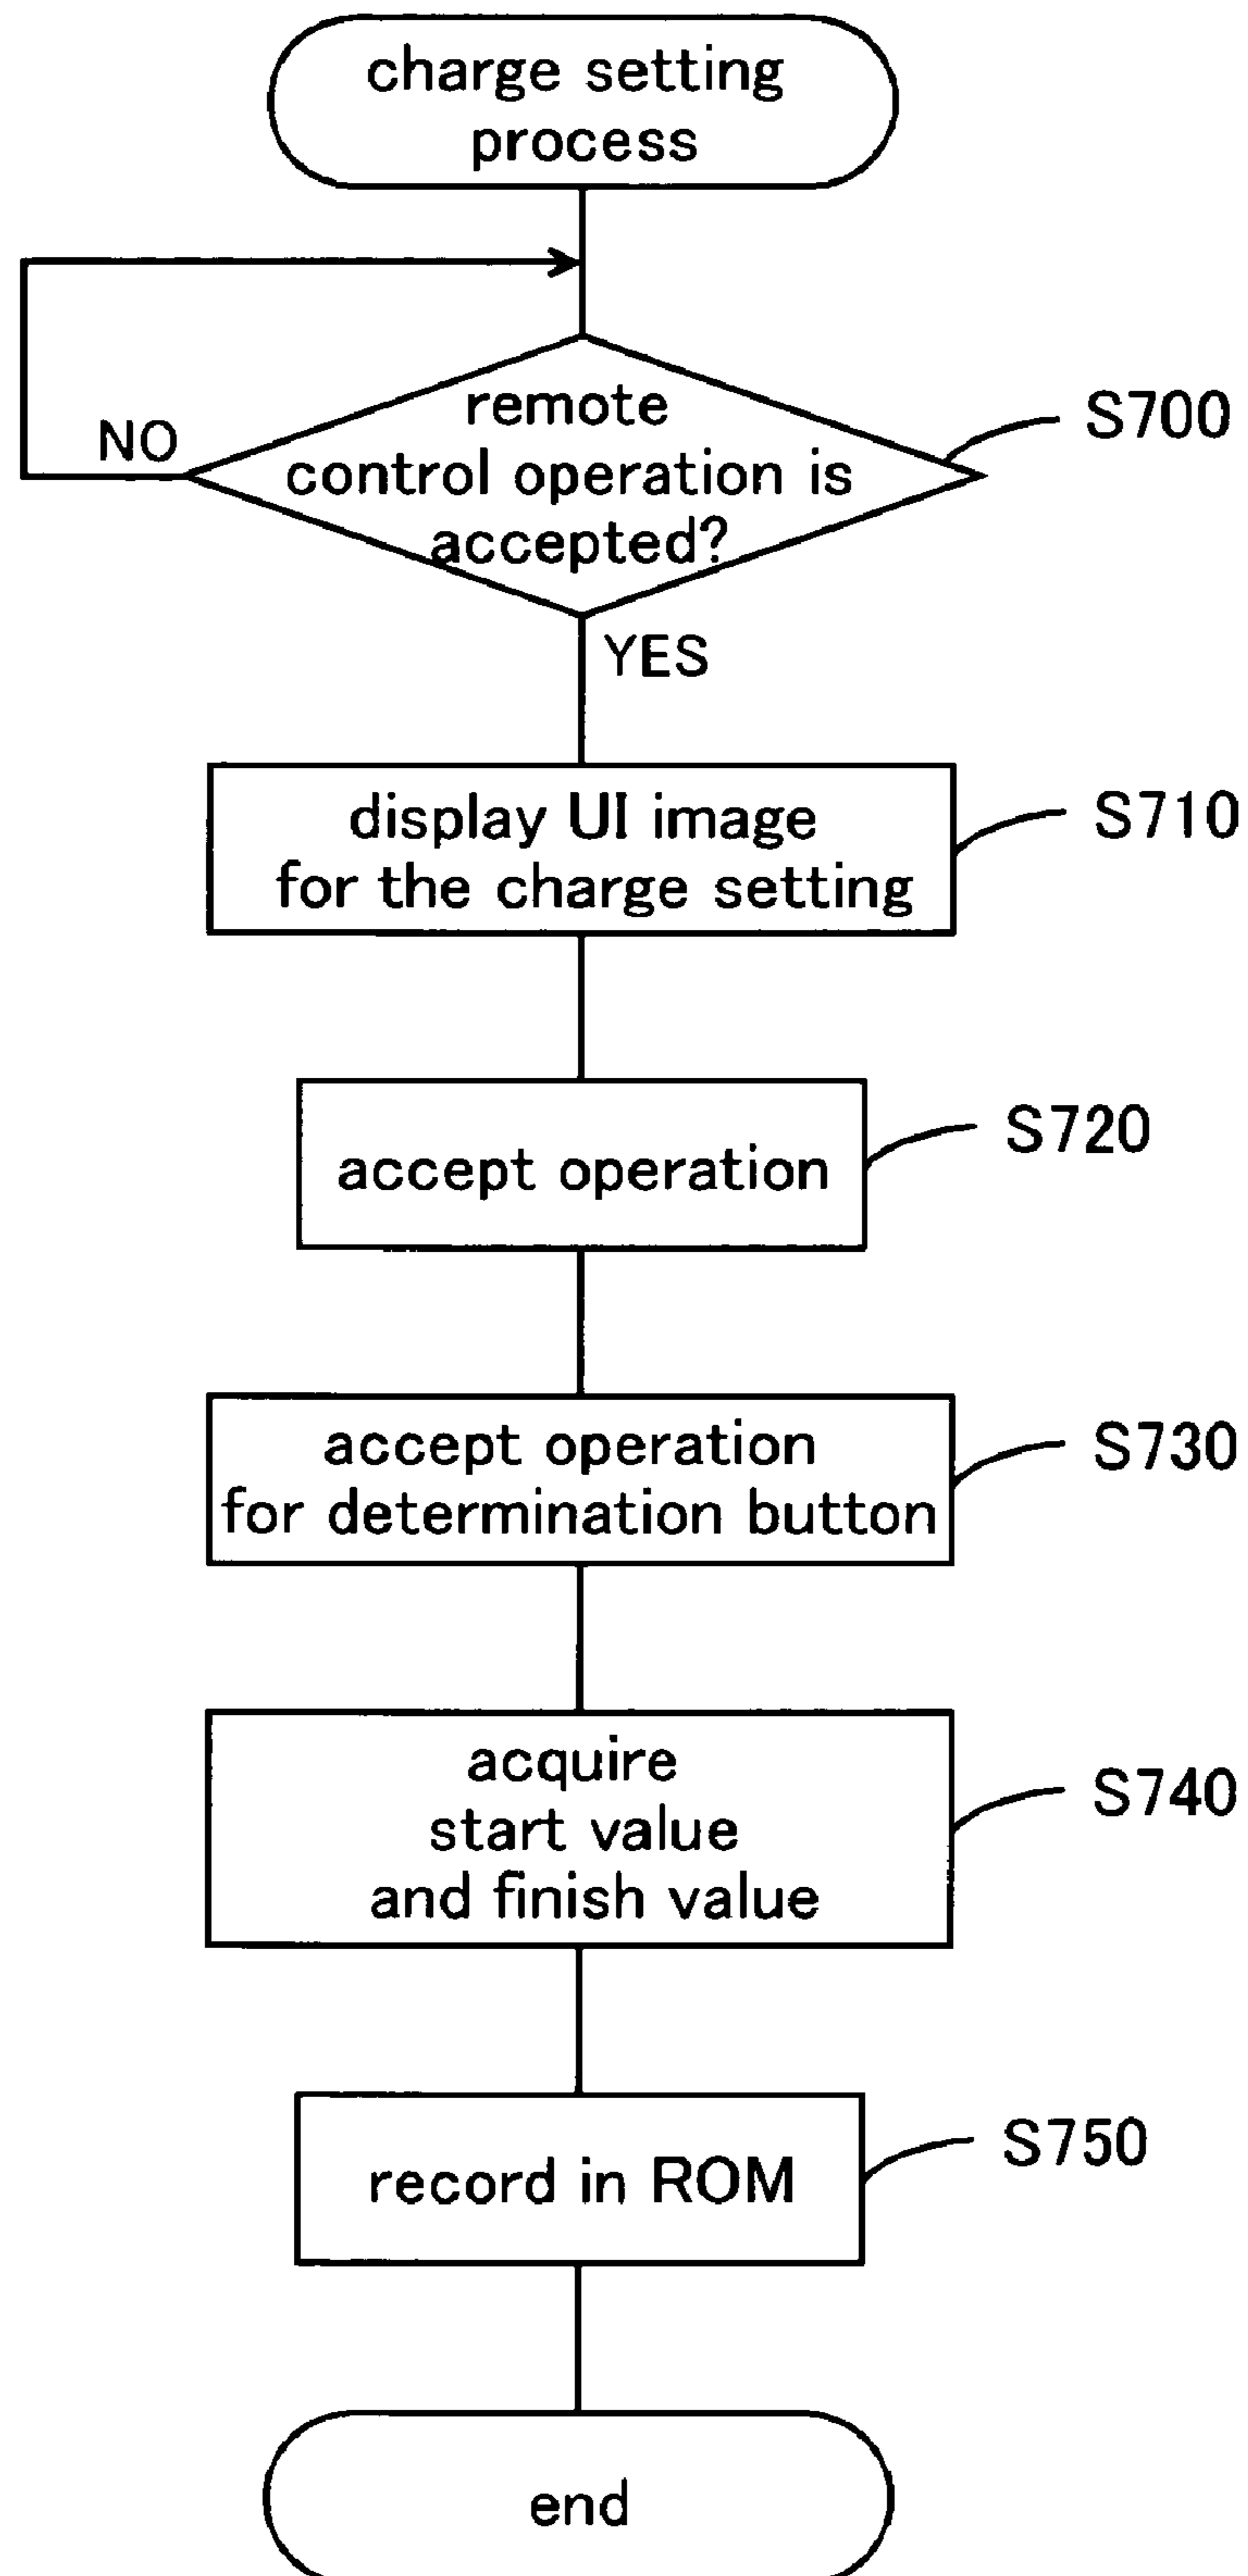 charge setting
process
remote
control operation is
accepted?
S700
NO
YES
display UI image
for the charge setting
S710
accept operation
S720
accept operation
for determination button
S730
acquire
start value
and finish value
S740
record in ROM
S750
end